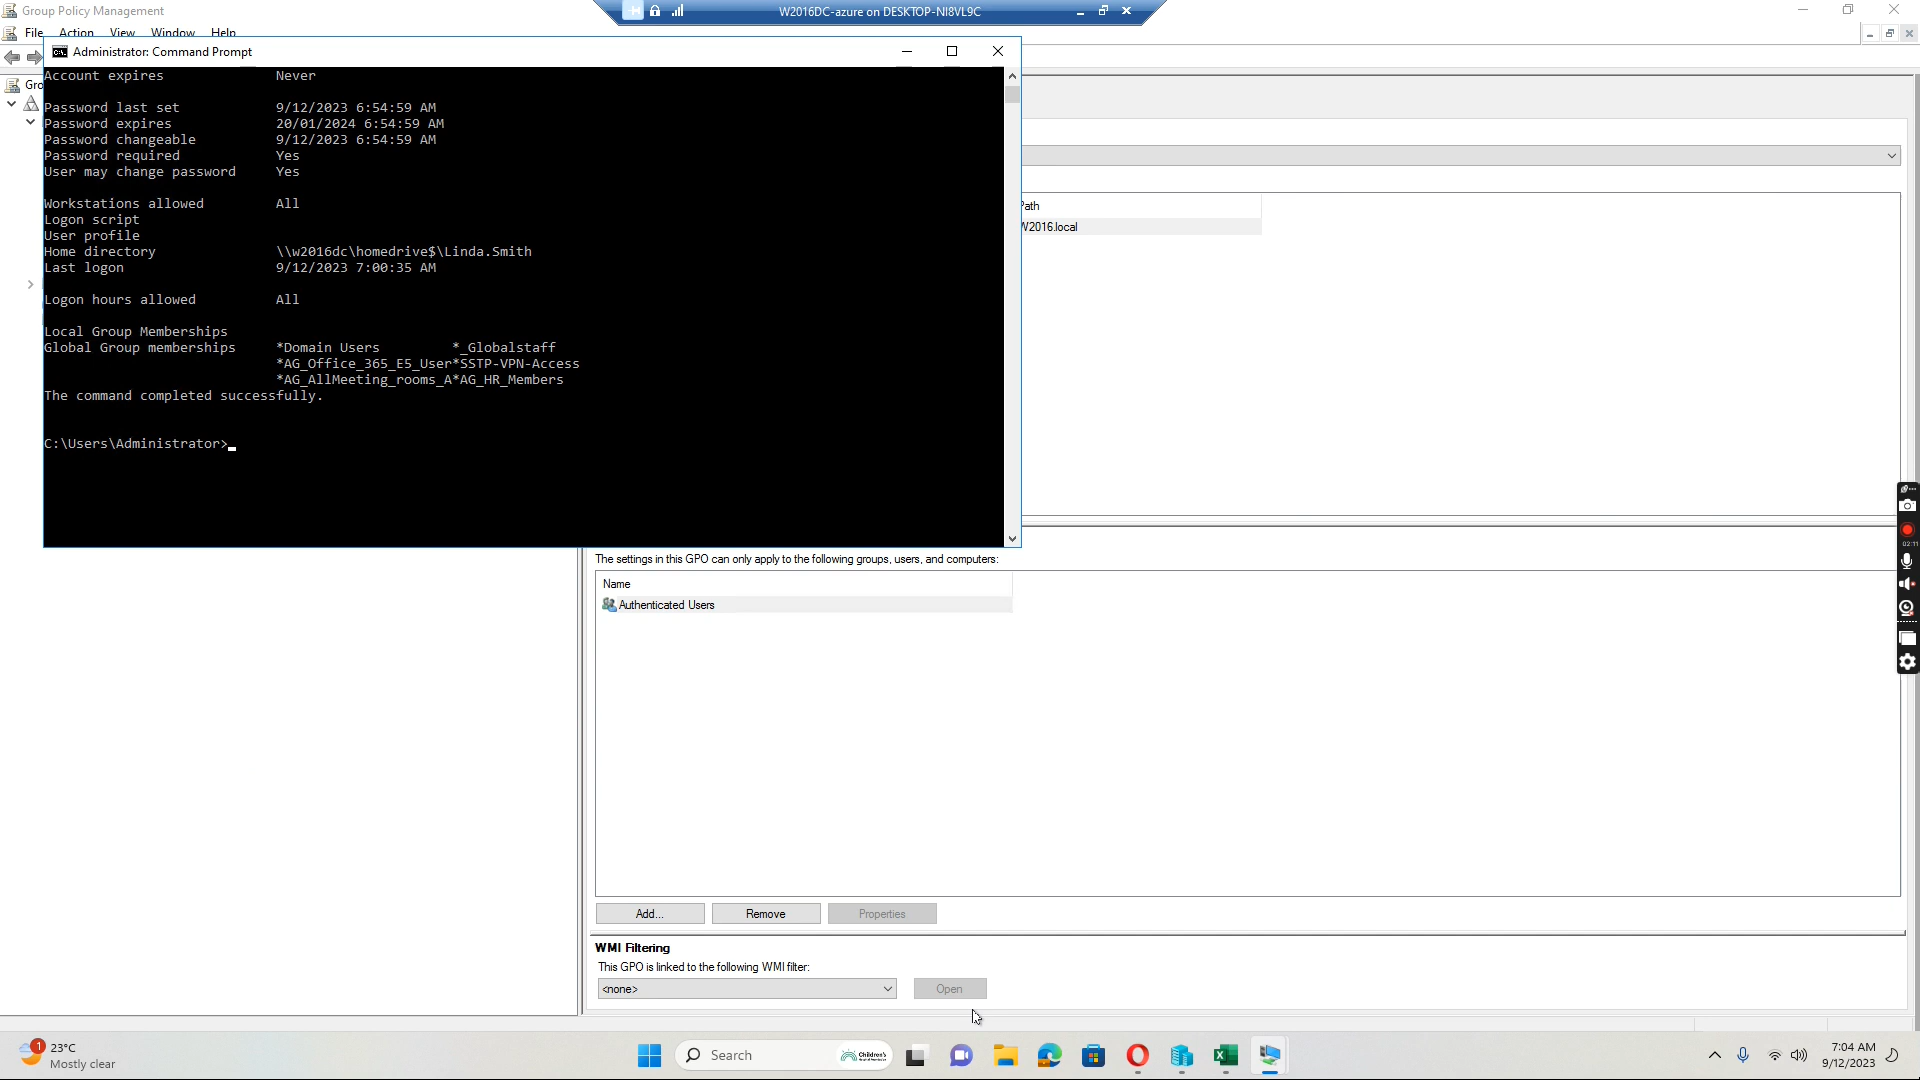 Group Policy Management
W2016DC-azure on DESKTOP-NI8VL9C
File Action View Window Help
Administrator: Command Prompt
Gro
Account expires Never
Password last set 9/12/2023 6:54:59 AM
Password expires 20/01/2024 6:54:59 AM
Password changeable 9/12/2023 6:54:59 AM
Password required Yes
User may change password Yes
Workstations allowed All
Logon script
User profile
Home directory \\w2016dc\homedrive$\Linda.Smith
Last logon 9/12/2023 7:00:35 AM
Logon hours allowed All
Local Group Memberships
Global Group memberships *Domain Users *_Globalstaff
*AG_Office_365_E5_User*SSTP-VPN-Access
*AG_AllMeeting_rooms_A*AG_HR_Members
The command completed successfully.
C:\Users\Administrator>
Path
W2016.local
02:11
The settings in this GPO can only apply to the following groups, users, and computers:
Name
Authenticated Users
Add... Remove Properties
WMI Filtering
This GPO is linked to the following WMI filter:
<none> Open
1
23°C
Mostly clear
Search
Children's
7:04 AM
9/12/2023